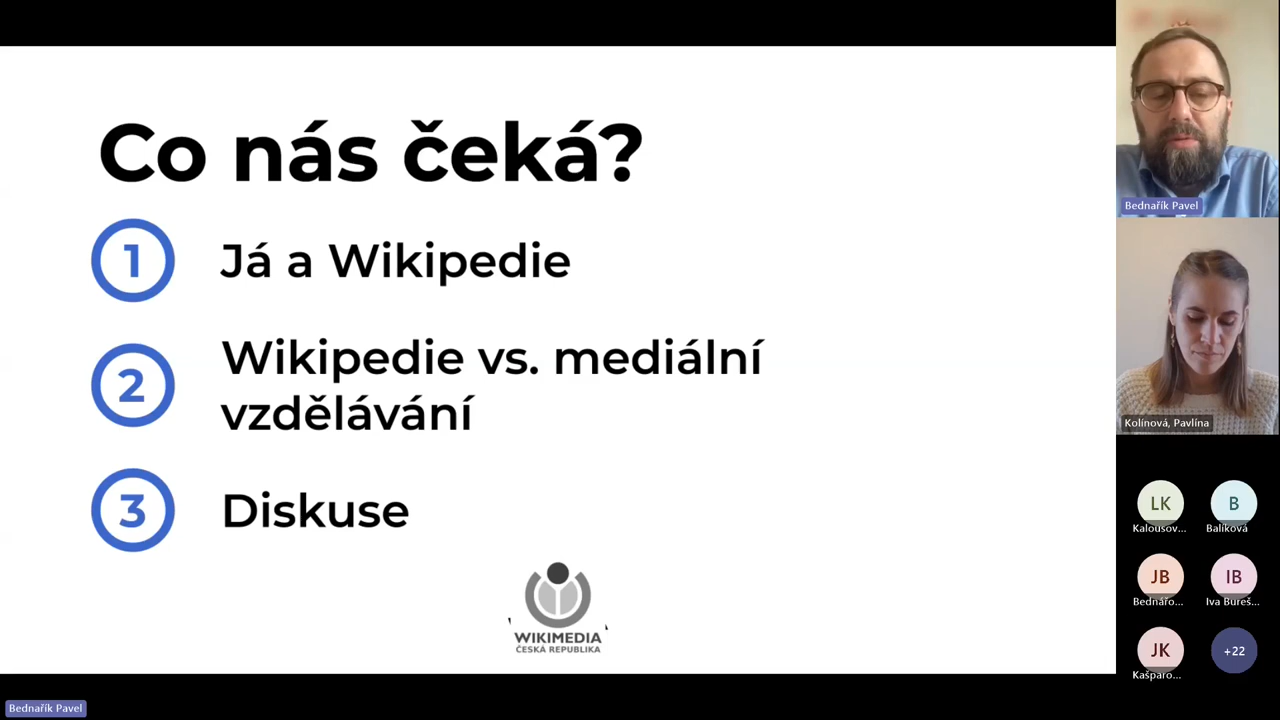 Co nás čeká?
1
Já a Wikipedie
2
Wikipedie vs. mediální
vzdělávání
3
Diskuse
WIKIMEDIA
ČESKÁ REPUBLIKA
Bednařík Pavel
Bednařík Pavel
Kolínová, Pavlína
LK
Kalousov...
B
Balíková
JB
Bednářo...
IB
Iva Bureš...
JK
Kašparo...
+22